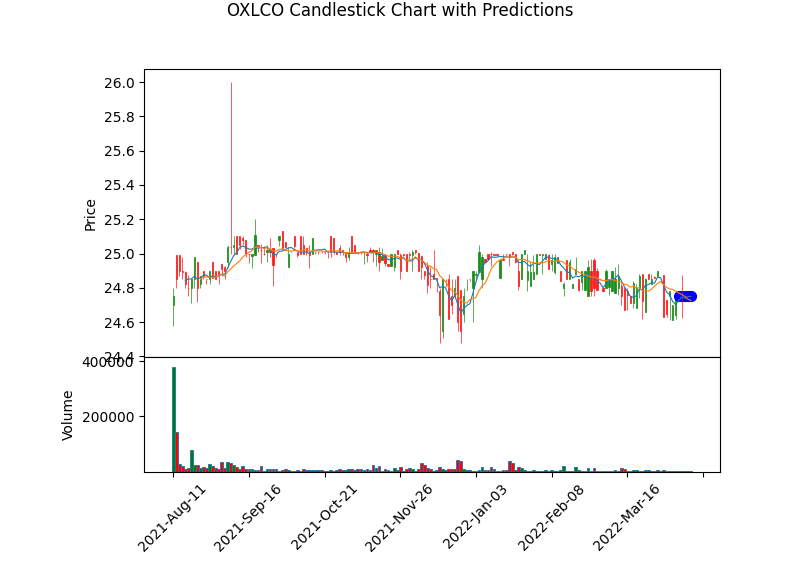 OXLCO Candlestick Chart with Predictions
26.0
25.8
25.6
25.4
Price
25.2
25.0
24.8
24.6
24.4
400000
Volume
200000
2021-Aug-11
2021-Sep-16
2021-Oct-21
2021-Nov-26
2022-Jan-03
2022-Feb-08
2022-Mar-16